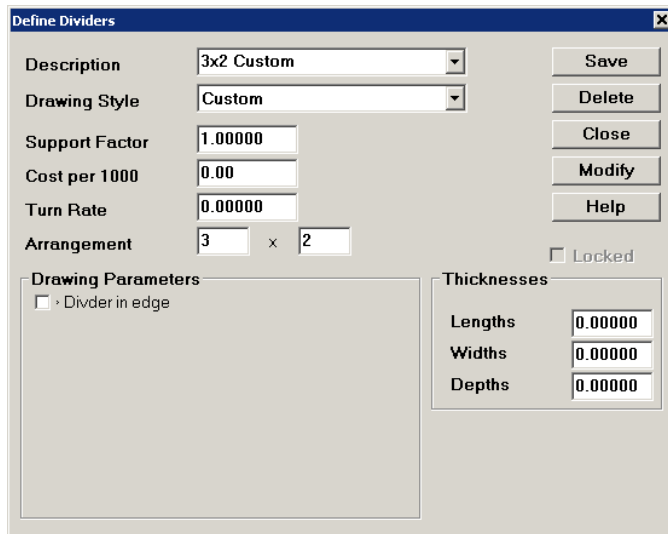 Define Dividers
Description 3x2 Custom Save
Drawing Style Custom Delete
Support Factor 1.00000 Close
Cost per 1000 0.00 Modify
Turn Rate 0.00000 Help
Arrangement 3 x 2
Locked
Drawing Parameters Thicknesses
Divder in edge
Lengths 0.00000
Widths 0.00000
Depths 0.00000